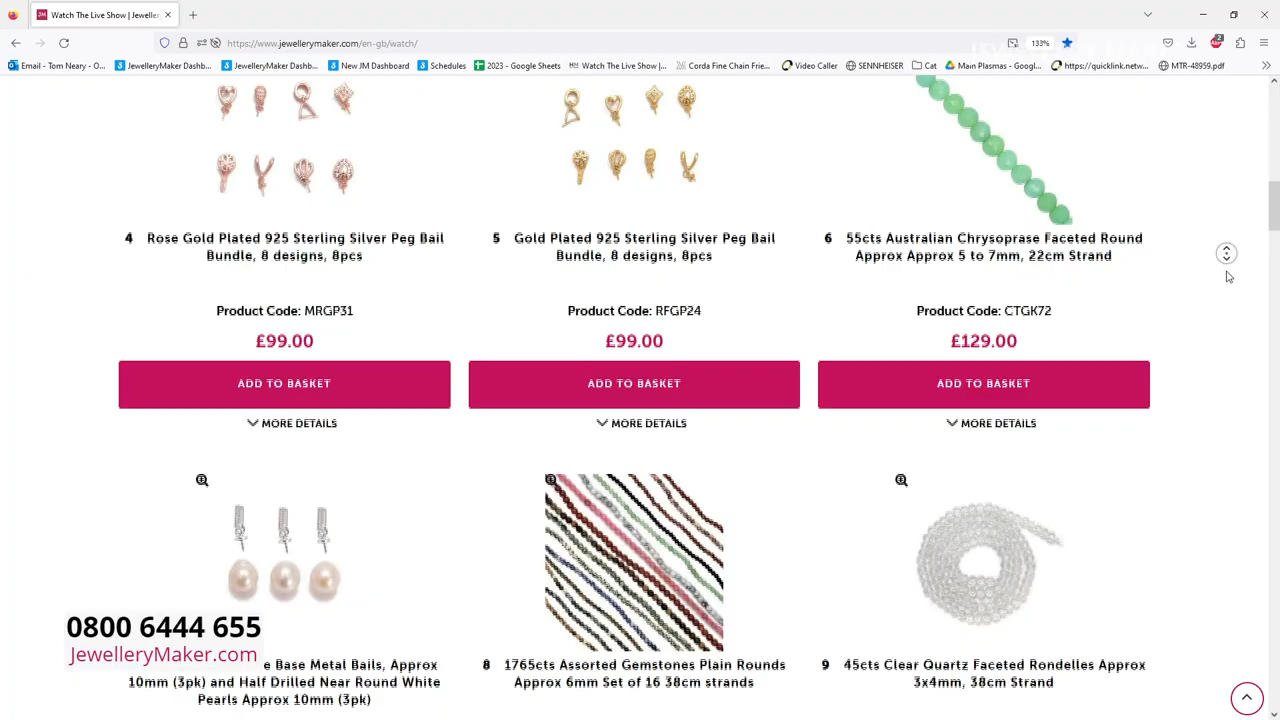 Watch The Live Show | Jeweller
https://www.jewellerymaker.com/en-gb/watch/
133%
2
Email - Tom Neary - O...
JewelleryMaker Dashb...
JewelleryMaker Dashb...
New JM Dashboard
Schedules
2023 - Google Sheets
Watch The Live Show |...
Corda Fine Chain Frie...
Video Caller
SENNHEISER
Cat
Main Plasmas - Googl...
https://quicklink.netw...
MTR-48959.pdf
4 Rose Gold Plated 925 Sterling Silver Peg Bail
Bundle, 8 designs, 8pcs
Product Code: MRGP31
£99.00
ADD TO BASKET
MORE DETAILS
5 Gold Plated 925 Sterling Silver Peg Bail
Bundle, 8 designs, 8pcs
Product Code: RFGP24
£99.00
ADD TO BASKET
MORE DETAILS
6 55cts Australian Chrysoprase Faceted Round
Approx Approx 5 to 7mm, 22cm Strand
Product Code: CTGK72
£129.00
ADD TO BASKET
MORE DETAILS
0800 6444 655
JewelleryMaker.com
e Base Metal Bails, Approx
10mm (3pk) and Half Drilled Near Round White
Pearls Approx 10mm (3pk)
8 1765cts Assorted Gemstones Plain Rounds
Approx 6mm Set of 16 38cm strands
9 45cts Clear Quartz Faceted Rondelles Approx
3x4mm, 38cm Strand